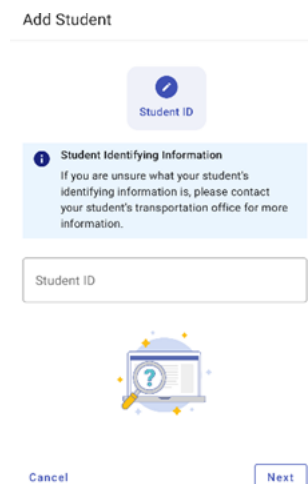 Add Student
Student ID
Student Identifying Information
If you are unsure what your student's
identifying information is, please contact
your student's transportation office for more
information.
Student ID
?
Cancel
Next